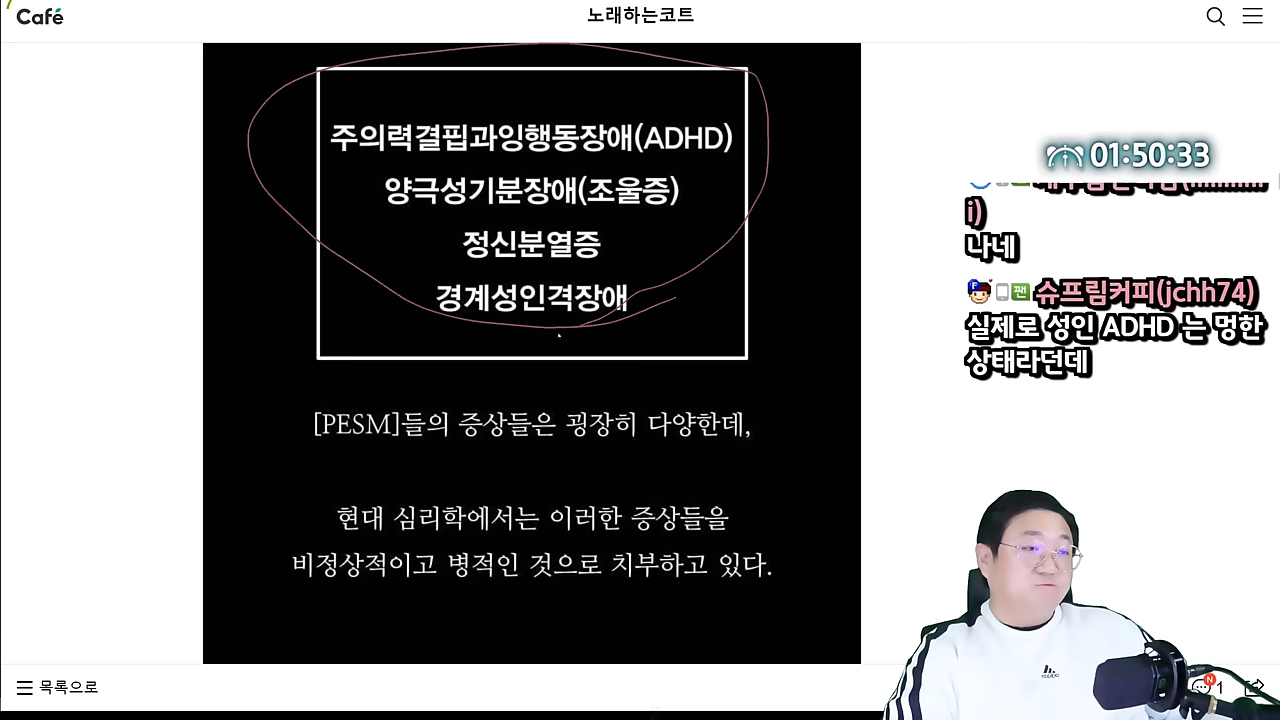 Café
노래하는코트
주의력결핍과잉행동장애(ADHD)
양극성기분장애(조울증)
정신분열증
경계성인격장애
[PESM]들의 증상들은 굉장히 다양한데,
현대 심리학에서는 이러한 증상들을
비정상적이고 병적인 것으로 치부하고 있다.
01:50:33
i)
나네
F 팬 슈프림커피(jchh74)
실제로 성인 ADHD 는 멍한
상태라던데
목록으로
N
1